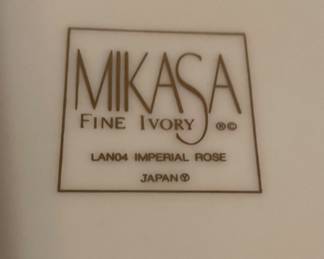 MIKASA
FINE IVORY ®©
LAN04 IMPERIAL ROSE
JAPAN Ⓨ